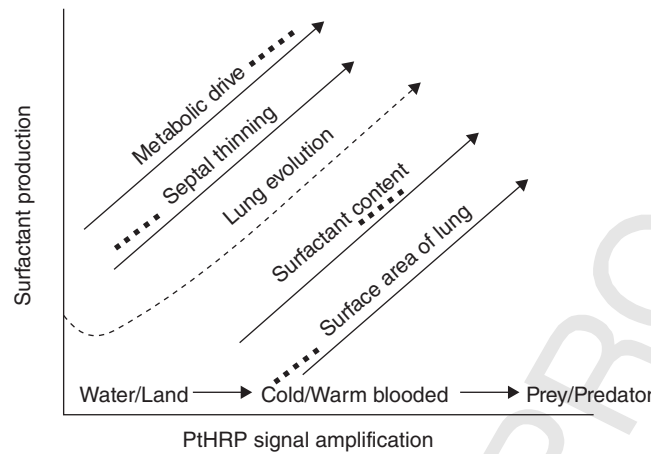 Surfactant production
Metabolic drive
Septal thinning
Lung evolution
Surfactant content
Surface area of lung
Water/Land Cold/Warm blooded Prey/Predator
PtHRP signal amplification
PRO